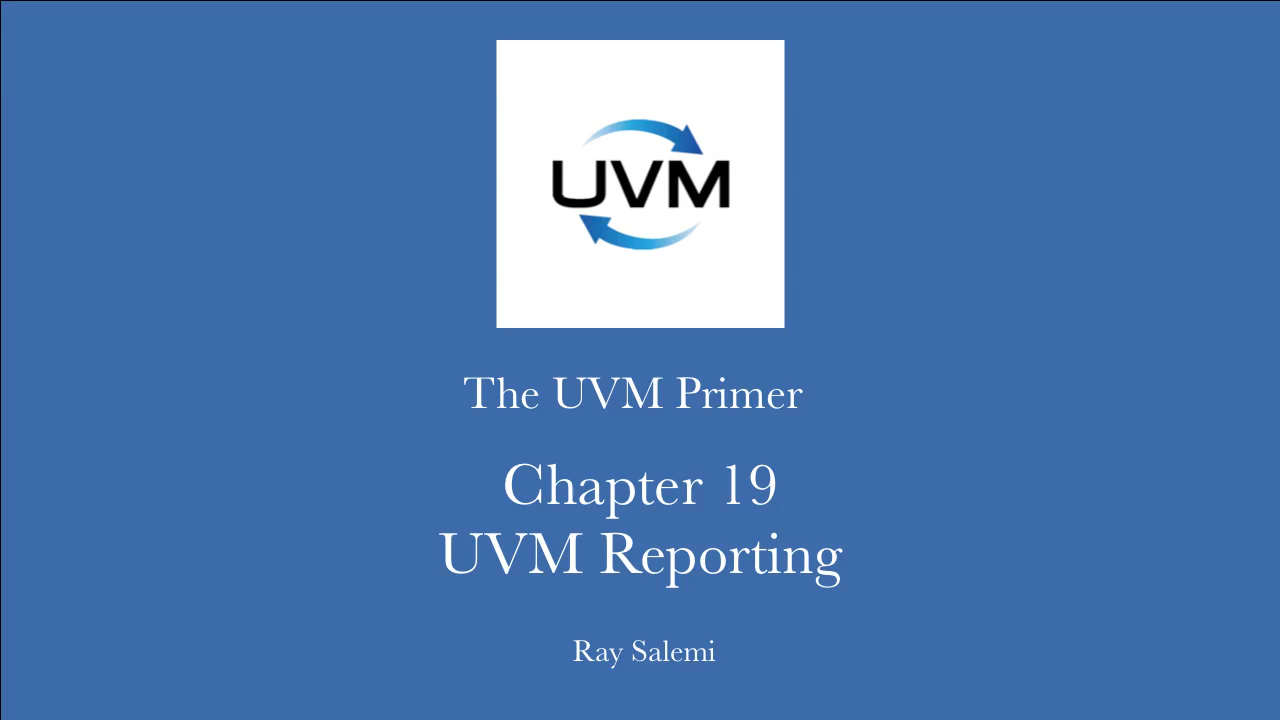 UVM
The UVM Primer
Chapter 19
UVM Reporting
Ray Salemi